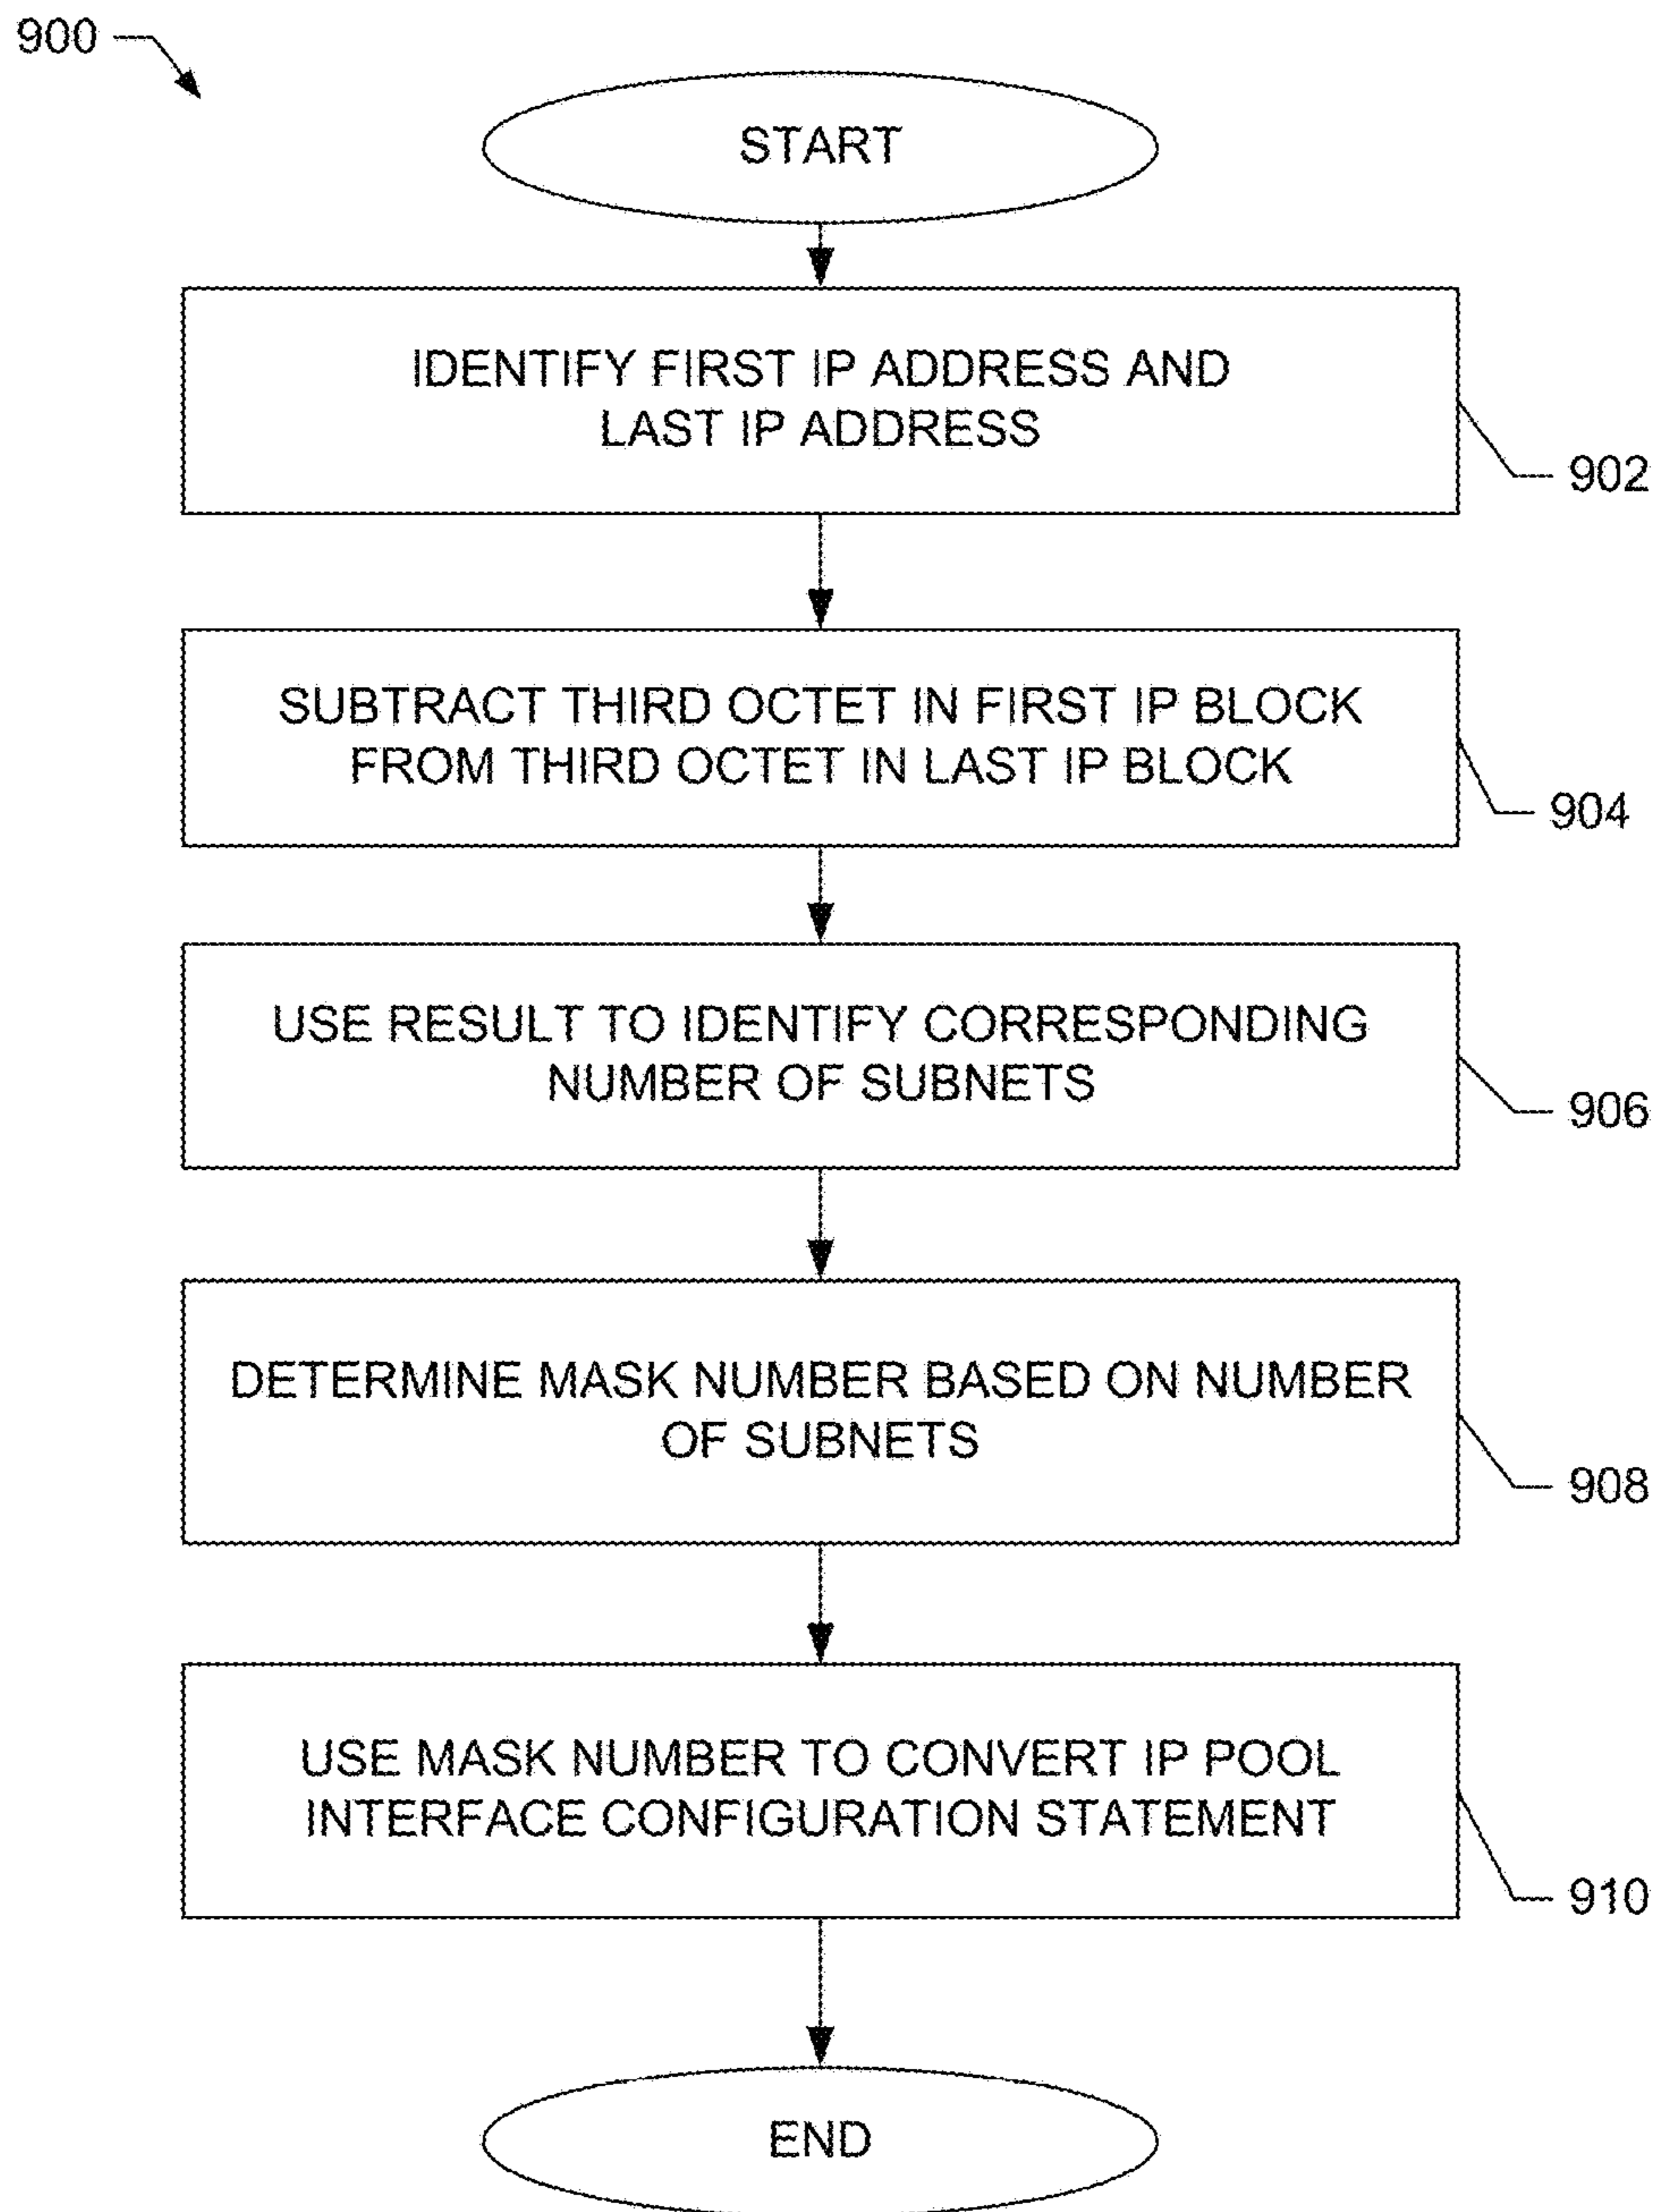 900
START
IDENTIFY FIRST IP ADDRESS AND
LAST IP ADDRESS
902
SUBTRACT THIRD OCTET IN FIRST IP BLOCK
FROM THIRD OCTET IN LAST IP BLOCK
904
USE RESULT TO IDENTIFY CORRESPONDING
NUMBER OF SUBNETS
906
DETERMINE MASK NUMBER BASED ON NUMBER
OF SUBNETS
908
USE MASK NUMBER TO CONVERT IP POOL
INTERFACE CONFIGURATION STATEMENT
910
END